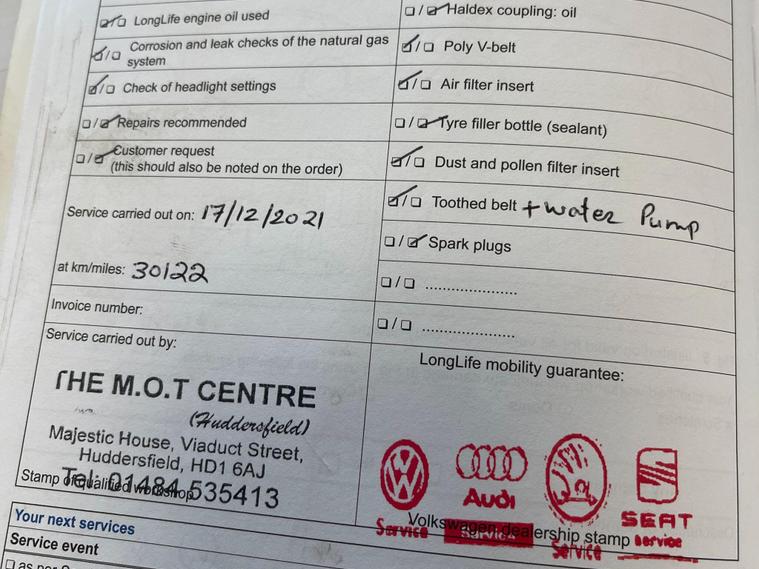 ☑/☐ LongLife engine oil used
☑/☐ Corrosion and leak checks of the natural gas
system
☑/☐ Check of headlight settings
☐/☑ Repairs recommended
☐/☑ Customer request
(this should also be noted on the order)
Service carried out on: 17/12/2021
at km/miles: 30122
Invoice number:
Service carried out by:
THE M.O.T CENTRE
(Huddersfield)
Majestic House, Viaduct Street,
Huddersfield, HD1 6AJ
Tel: 01484 535413
Stamp of qualified workshop
☐/☑ Haldex coupling: oil
☑/☐ Poly V-belt
☑/☐ Air filter insert
☐/☑ Tyre filler bottle (sealant)
☑/☐ Dust and pollen filter insert
☑/☐ Toothed belt + water Pump
☐/☑ Spark plugs
☐/☐ ......................
☐/☐ ......................
LongLife mobility guarantee:
VW Audi SEAT
Service Service Service Service
Volkswagen dealership stamp
Your next services
Service event